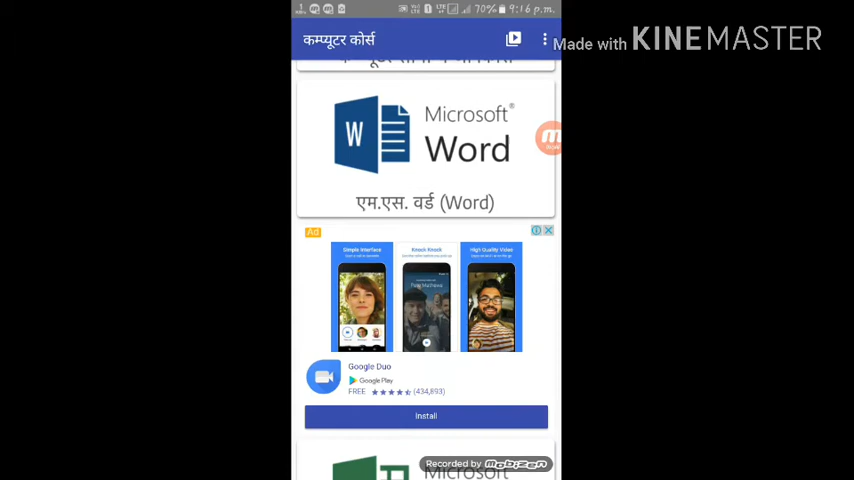 70% 9:16 p.m.
कम्प्यूटर कोर्स
Made with KINEMASTER
Microsoft®
Word
W
एम.एस. वर्ड (Word)
Ad
Simple Interface
Knock Knock
High Quality Video
Google Duo
Google Play
FREE (434,893)
Install
Microsoft
Recorded by mobizen